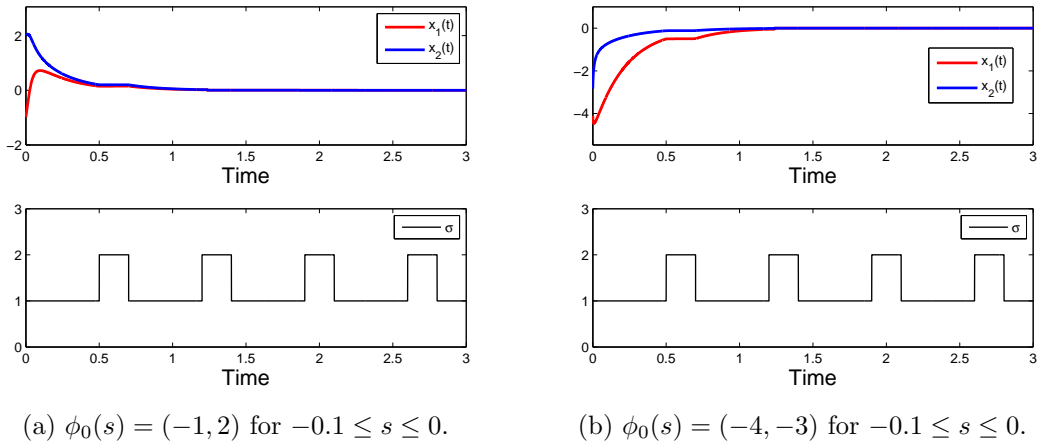 2
0
−2
x1(t)
x2(t)
0 0.5 1 1.5 2 2.5 3
Time
3
2
1
0
σ
0 0.5 1 1.5 2 2.5 3
Time
(a) ϕ0(s) = (−1, 2) for −0.1 ≤ s ≤ 0.
0
−2
−4
x1(t)
x2(t)
0 0.5 1 1.5 2 2.5 3
Time
3
2
1
0
σ
0 0.5 1 1.5 2 2.5 3
Time
(b) ϕ0(s) = (−4, −3) for −0.1 ≤ s ≤ 0.